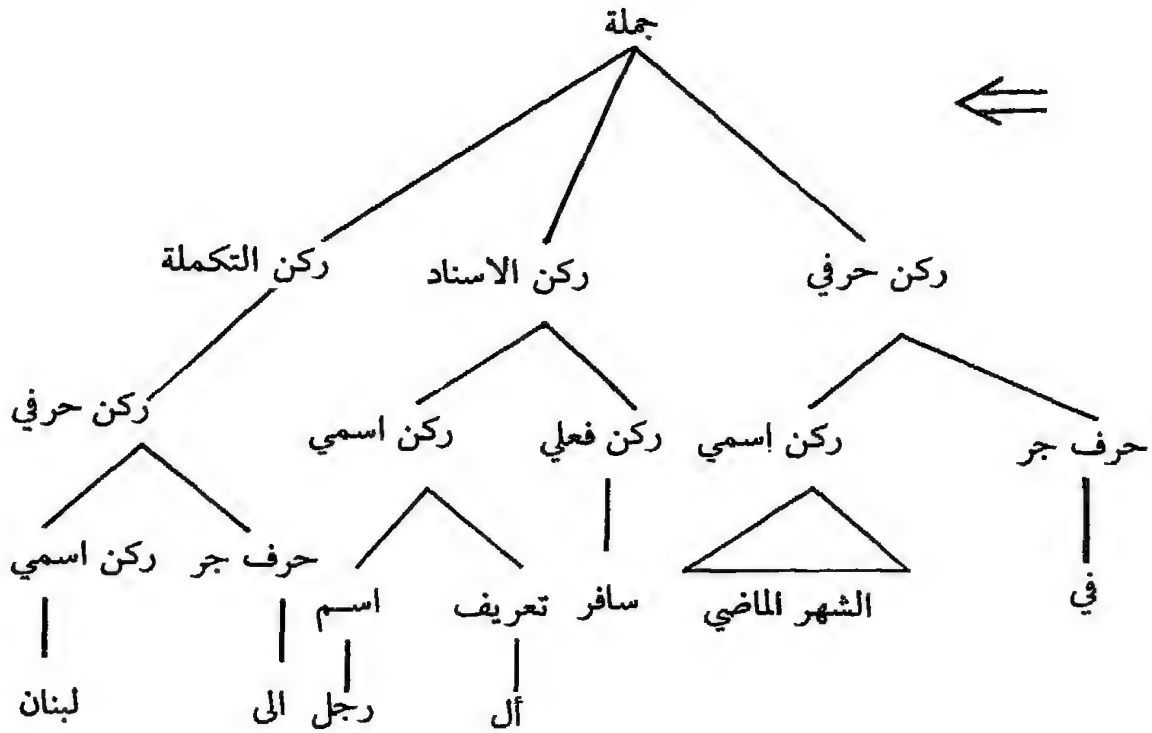 جملة
ركن حرفي ركن الاسناد ركن التكملة
حرف جر ركن إسمي ركن فعلي ركن اسمي ركن حرفي
في الشهر الماضي سافر تعريف اسم حرف جر ركن اسمي
أل رجل الى لبنان